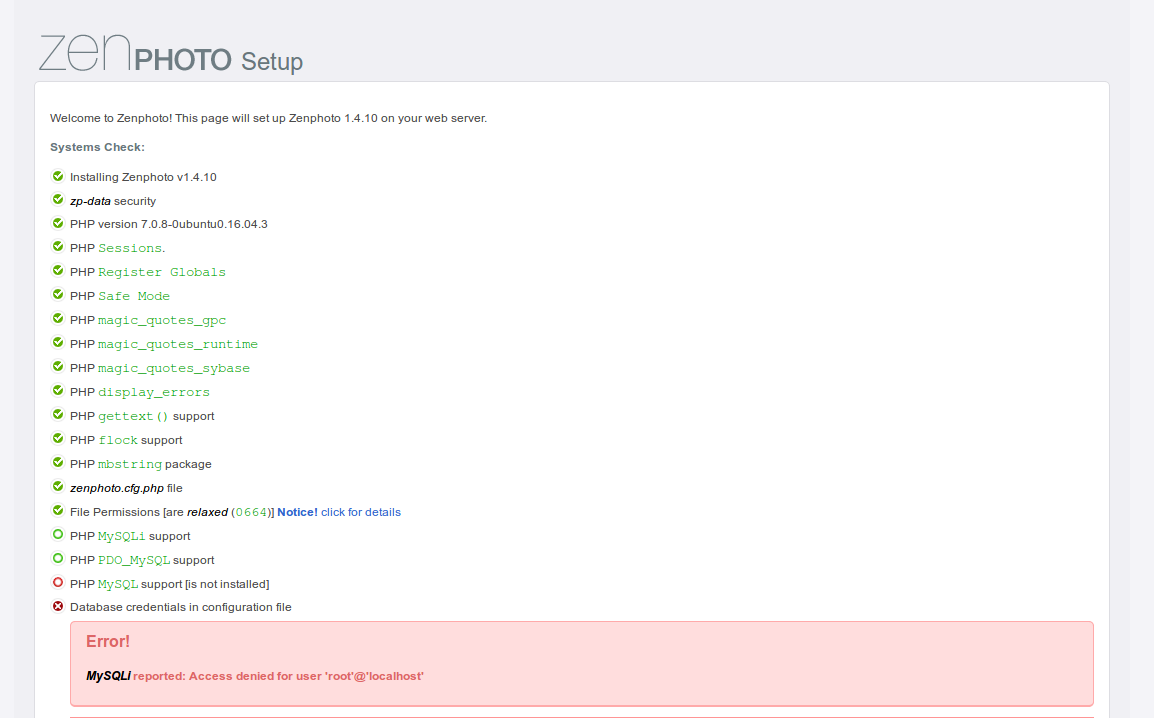 zenPHOTO Setup
Welcome to Zenphoto! This page will set up Zenphoto 1.4.10 on your web server.
Systems Check:
Installing Zenphoto v1.4.10
zp-data security
PHP version 7.0.8-0ubuntu0.16.04.3
PHP Sessions.
PHP Register Globals
PHP Safe Mode
PHP magic_quotes_gpc
PHP magic_quotes_runtime
PHP magic_quotes_sybase
PHP display_errors
PHP gettext() support
PHP flock support
PHP mbstring package
zenphoto.cfg.php file
File Permissions [are relaxed (0664)] Notice! click for details
PHP MySQLi support
PHP PDO_MySQL support
PHP MySQL support [is not installed]
Database credentials in configuration file
Error!
MySQLi reported: Access denied for user 'root'@'localhost'